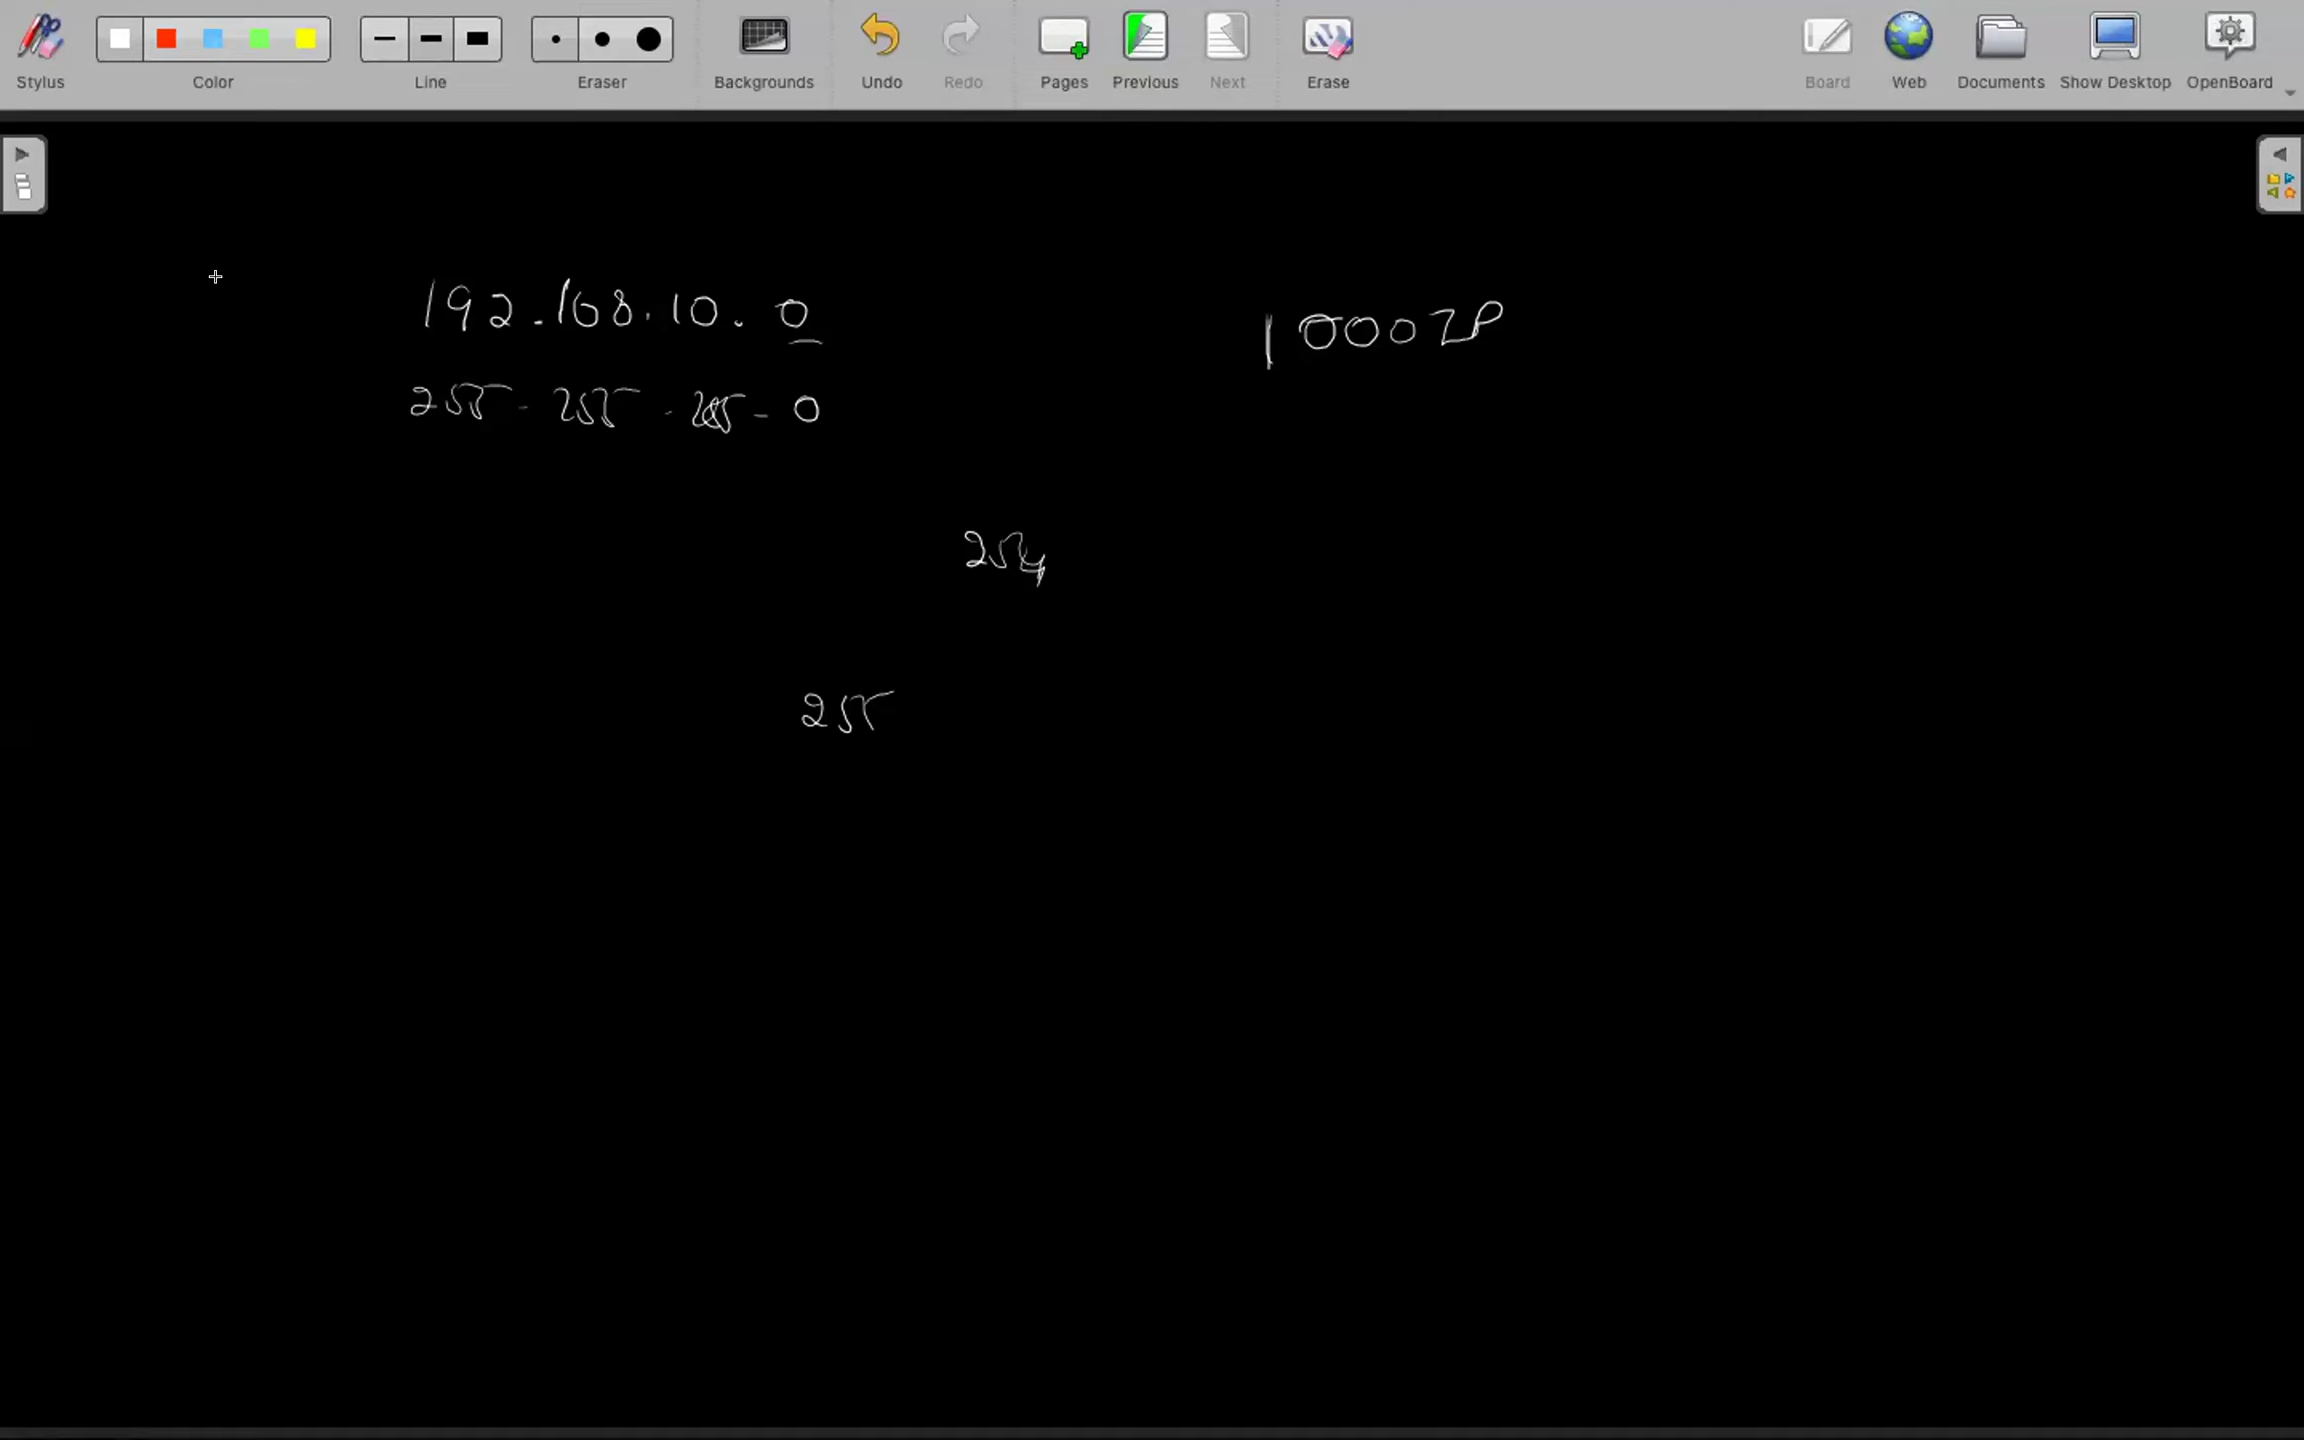 Stylus Color Line Eraser Backgrounds Undo Redo Pages Previous Next Erase Board Web Documents Show Desktop OpenBoard
192.168.10.0
1000IP
255-255.255-0
254
255